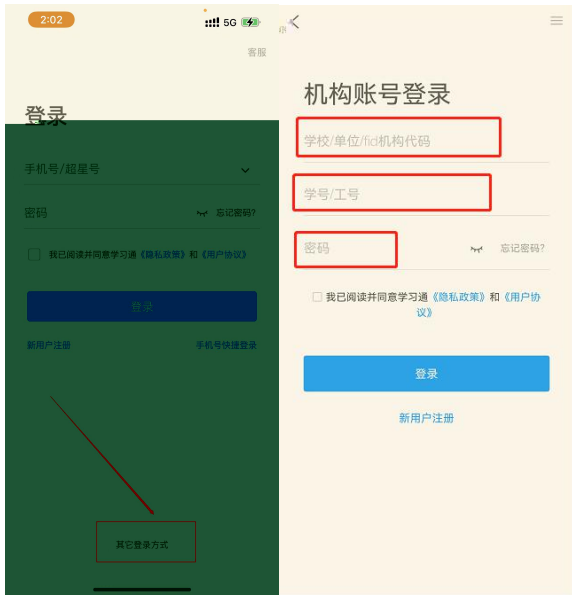 2:02
5G
客服
登录
手机号/超星号
密码
忘记密码?
我已阅读并同意学习通《隐私政策》和《用户协议》
登录
新用户注册
手机号快捷登录
其它登录方式
机构账号登录
学校/单位/fid机构代码
学号/工号
密码
忘记密码?
我已阅读并同意学习通《隐私政策》和《用户协
议》
登录
新用户注册